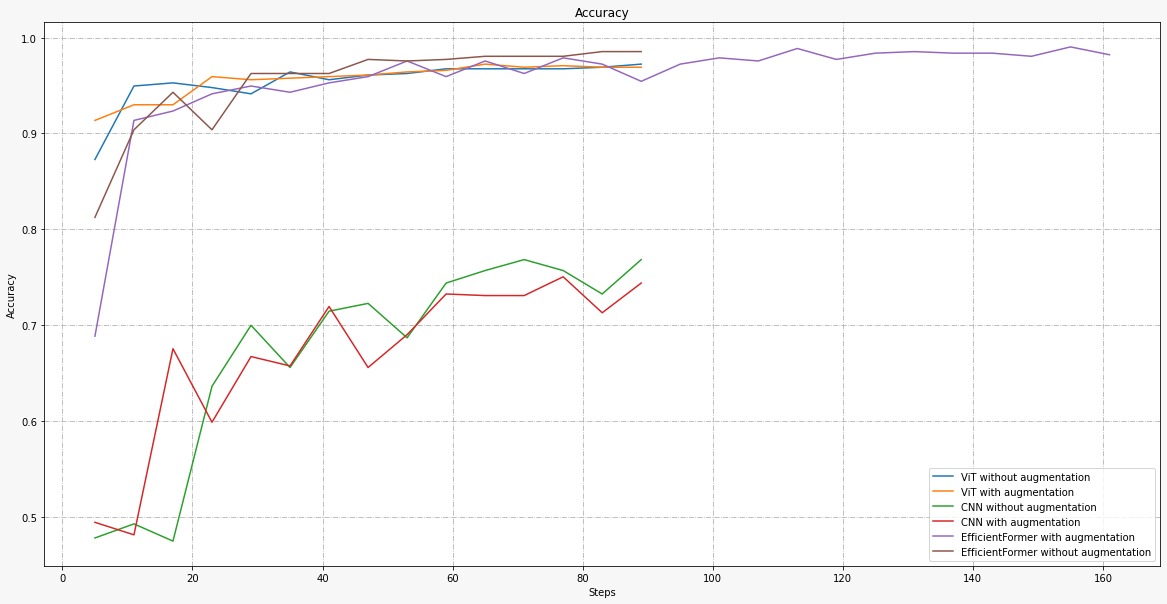 Accuracy
1.0
0.9
0.8
0.7
0.6
0.5
Accuracy
0 20 40 60 80 100 120 140 160
Steps
ViT without augmentation
ViT with augmentation
CNN without augmentation
CNN with augmentation
EfficientFormer with augmentation
EfficientFormer without augmentation